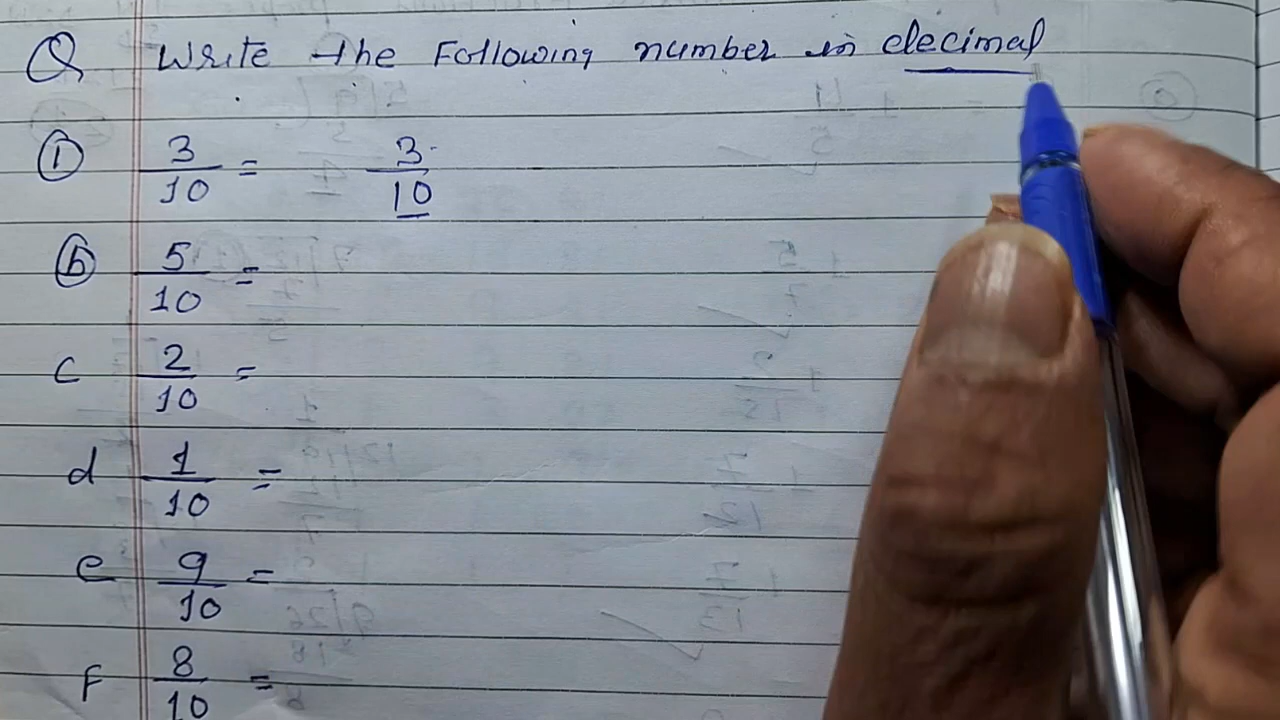 Q Write the Following number in decimal
① 3/10 = 3/10
ⓑ 5/10 =
c 2/10 =
d 1/10 =
e 9/10 =
F 8/10 =